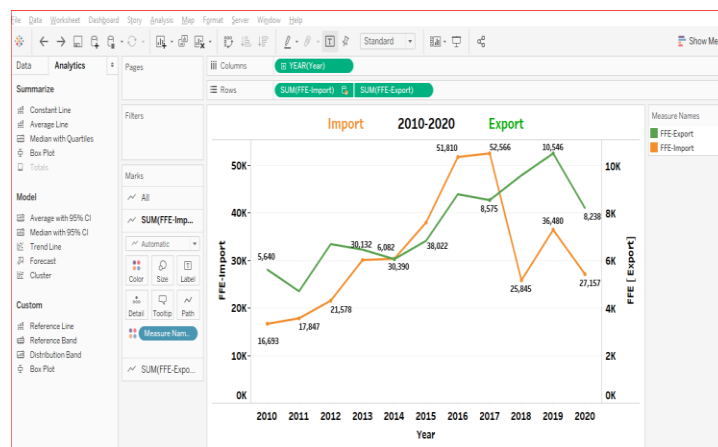 File Data Worksheet Dashboard Story Analysis Map Format Server Window Help
Standard
Show Me
Data Analytics
Pages
Columns YEAR(Year)
Rows SUM(FFE-Import) SUM(FFE-Export)
Summarize
Constant Line
Average Line
Median with Quartiles
Box Plot
Totals
Model
Average with 95% CI
Median with 95% CI
Trend Line
Forecast
Cluster
Custom
Reference Line
Reference Band
Distribution Band
Box Plot
Filters
Marks
All
SUM(FFE-Imp...
Automatic
Color Size Label
Detail Tooltip Path
Measure Nam..
SUM(FFE-Expo...
Import 2010-2020 Export
FFE-Import
50K
40K
30K
20K
10K
0K
5,640
16,693
17,847
21,578
30,132
6,082
30,390
38,022
51,810
52,566
8,575
25,845
10,546
36,480
8,238
27,157
10K
8K
6K
4K
2K
0K
FFE [ Export]
2010 2011 2012 2013 2014 2015 2016 2017 2018 2019 2020
Year
Measure Names
FFE-Export
FFE-Import